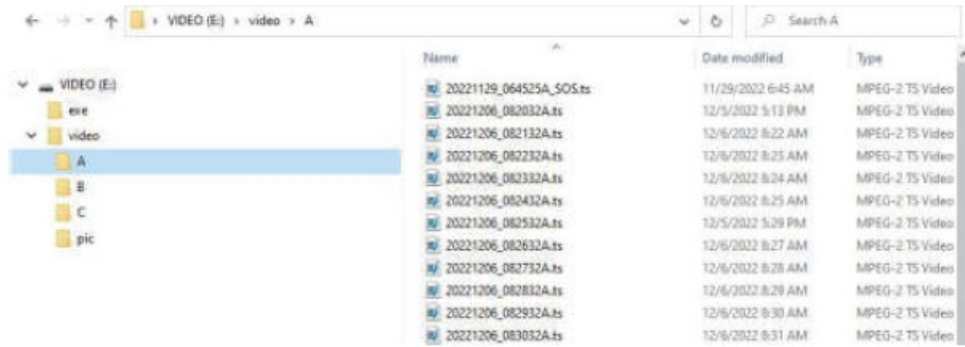 VIDEO (E:) › video › A
Search A
Name Date modified Type
VIDEO (E:)
exe
video
A
B
C
pic
20221129_064525A_SOS.ts 11/29/2022 6:45 AM MPEG-2 TS Video
20221206_082032A.ts 12/5/2022 5:13 PM MPEG-2 TS Video
20221206_082132A.ts 12/6/2022 8:22 AM MPEG-2 TS Video
20221206_082232A.ts 12/6/2022 8:23 AM MPEG-2 TS Video
20221206_082332A.ts 12/6/2022 8:24 AM MPEG-2 TS Video
20221206_082432A.ts 12/6/2022 8:25 AM MPEG-2 TS Video
20221206_082532A.ts 12/5/2022 5:29 PM MPEG-2 TS Video
20221206_082632A.ts 12/6/2022 8:27 AM MPEG-2 TS Video
20221206_082732A.ts 12/6/2022 8:28 AM MPEG-2 TS Video
20221206_082832A.ts 12/6/2022 8:29 AM MPEG-2 TS Video
20221206_082932A.ts 12/6/2022 8:30 AM MPEG-2 TS Video
20221206_083032A.ts 12/6/2022 8:31 AM MPEG-2 TS Video